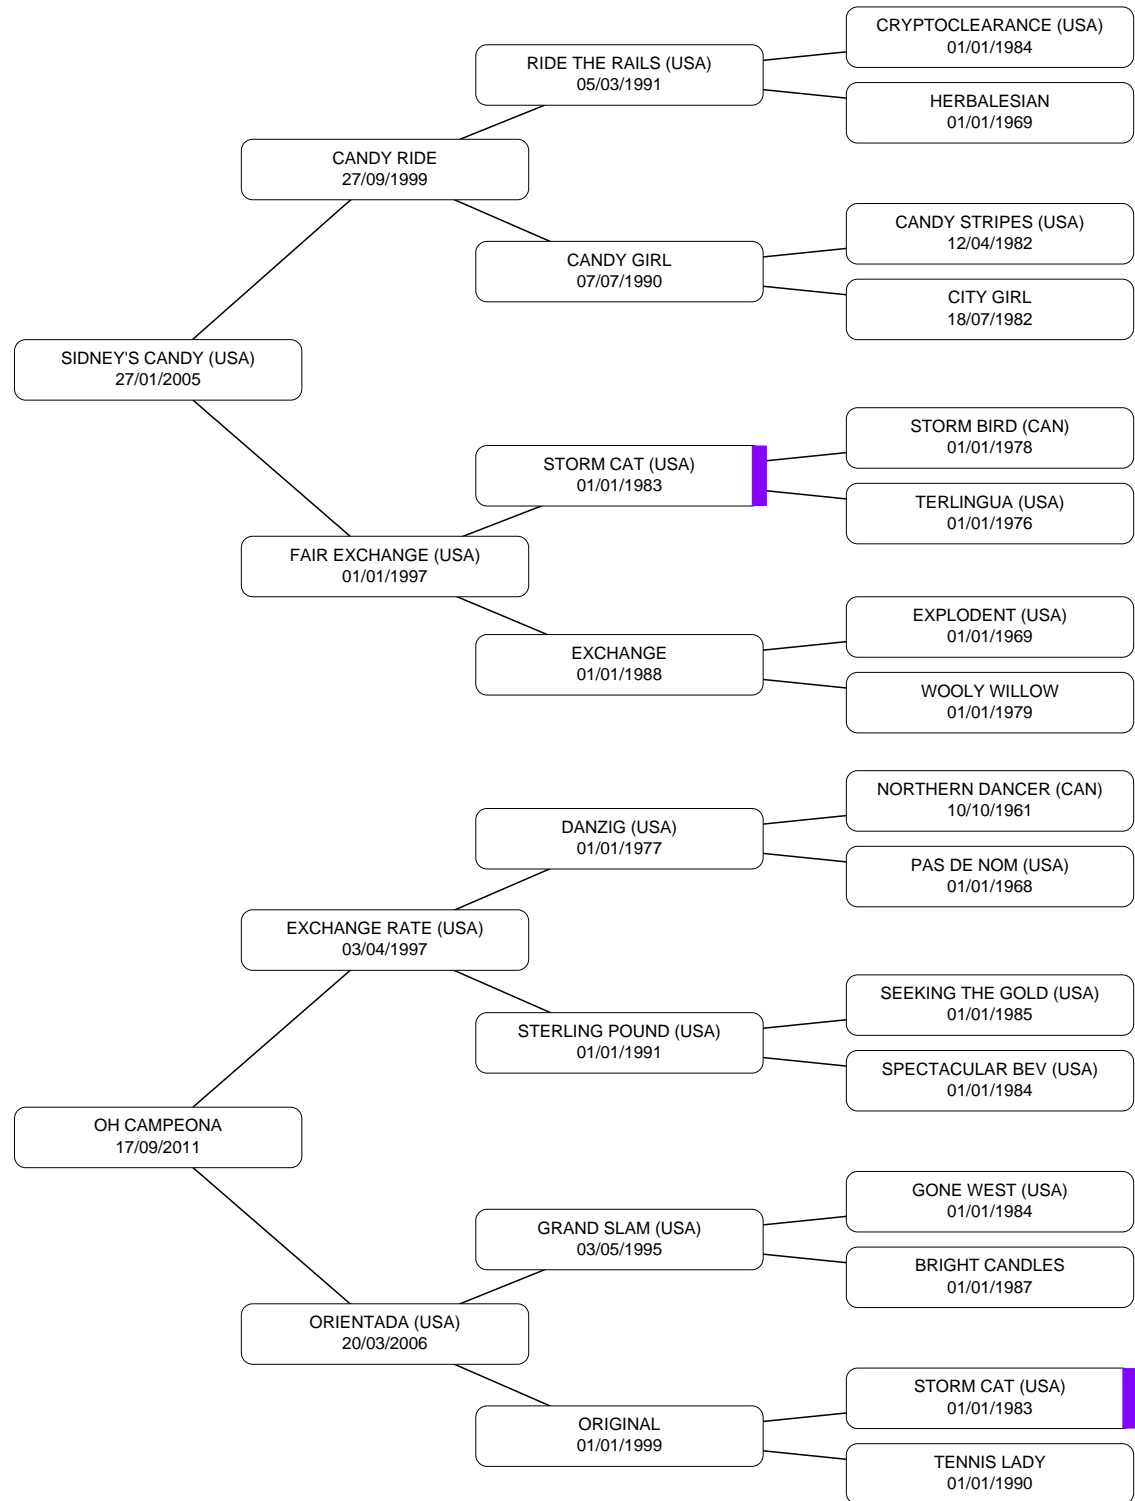 CRYPTOCLEARANCE (USA)
01/01/1984
RIDE THE RAILS (USA)
05/03/1991
HERBALESIAN
01/01/1969
CANDY RIDE
27/09/1999
CANDY STRIPES (USA)
12/04/1982
CANDY GIRL
07/07/1990
CITY GIRL
18/07/1982
SIDNEY'S CANDY (USA)
27/01/2005
STORM BIRD (CAN)
01/01/1978
STORM CAT (USA)
01/01/1983
TERLINGUA (USA)
01/01/1976
FAIR EXCHANGE (USA)
01/01/1997
EXPLODENT (USA)
01/01/1969
EXCHANGE
01/01/1988
WOOLY WILLOW
01/01/1979
NORTHERN DANCER (CAN)
10/10/1961
DANZIG (USA)
01/01/1977
PAS DE NOM (USA)
01/01/1968
EXCHANGE RATE (USA)
03/04/1997
SEEKING THE GOLD (USA)
01/01/1985
STERLING POUND (USA)
01/01/1991
SPECTACULAR BEV (USA)
01/01/1984
OH CAMPEONA
17/09/2011
GONE WEST (USA)
01/01/1984
GRAND SLAM (USA)
03/05/1995
BRIGHT CANDLES
01/01/1987
ORIENTADA (USA)
20/03/2006
STORM CAT (USA)
01/01/1983
ORIGINAL
01/01/1999
TENNIS LADY
01/01/1990